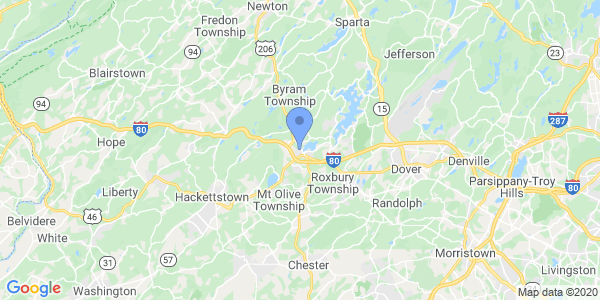 Newton
Sparta
Fredon
Township
206
Jefferson
94
23
Blairstown
Byram
Township
94
15
287
80
Hope
80
Denville
Dover
Parsippany-Troy
Hills
80
Roxbury
Township
Liberty
Hackettstown
Mt Olive
Township
Randolph
46
Belvidere
White
Morristown
31
57
Chester
Livingston
Washington
Google
Map data ©2020